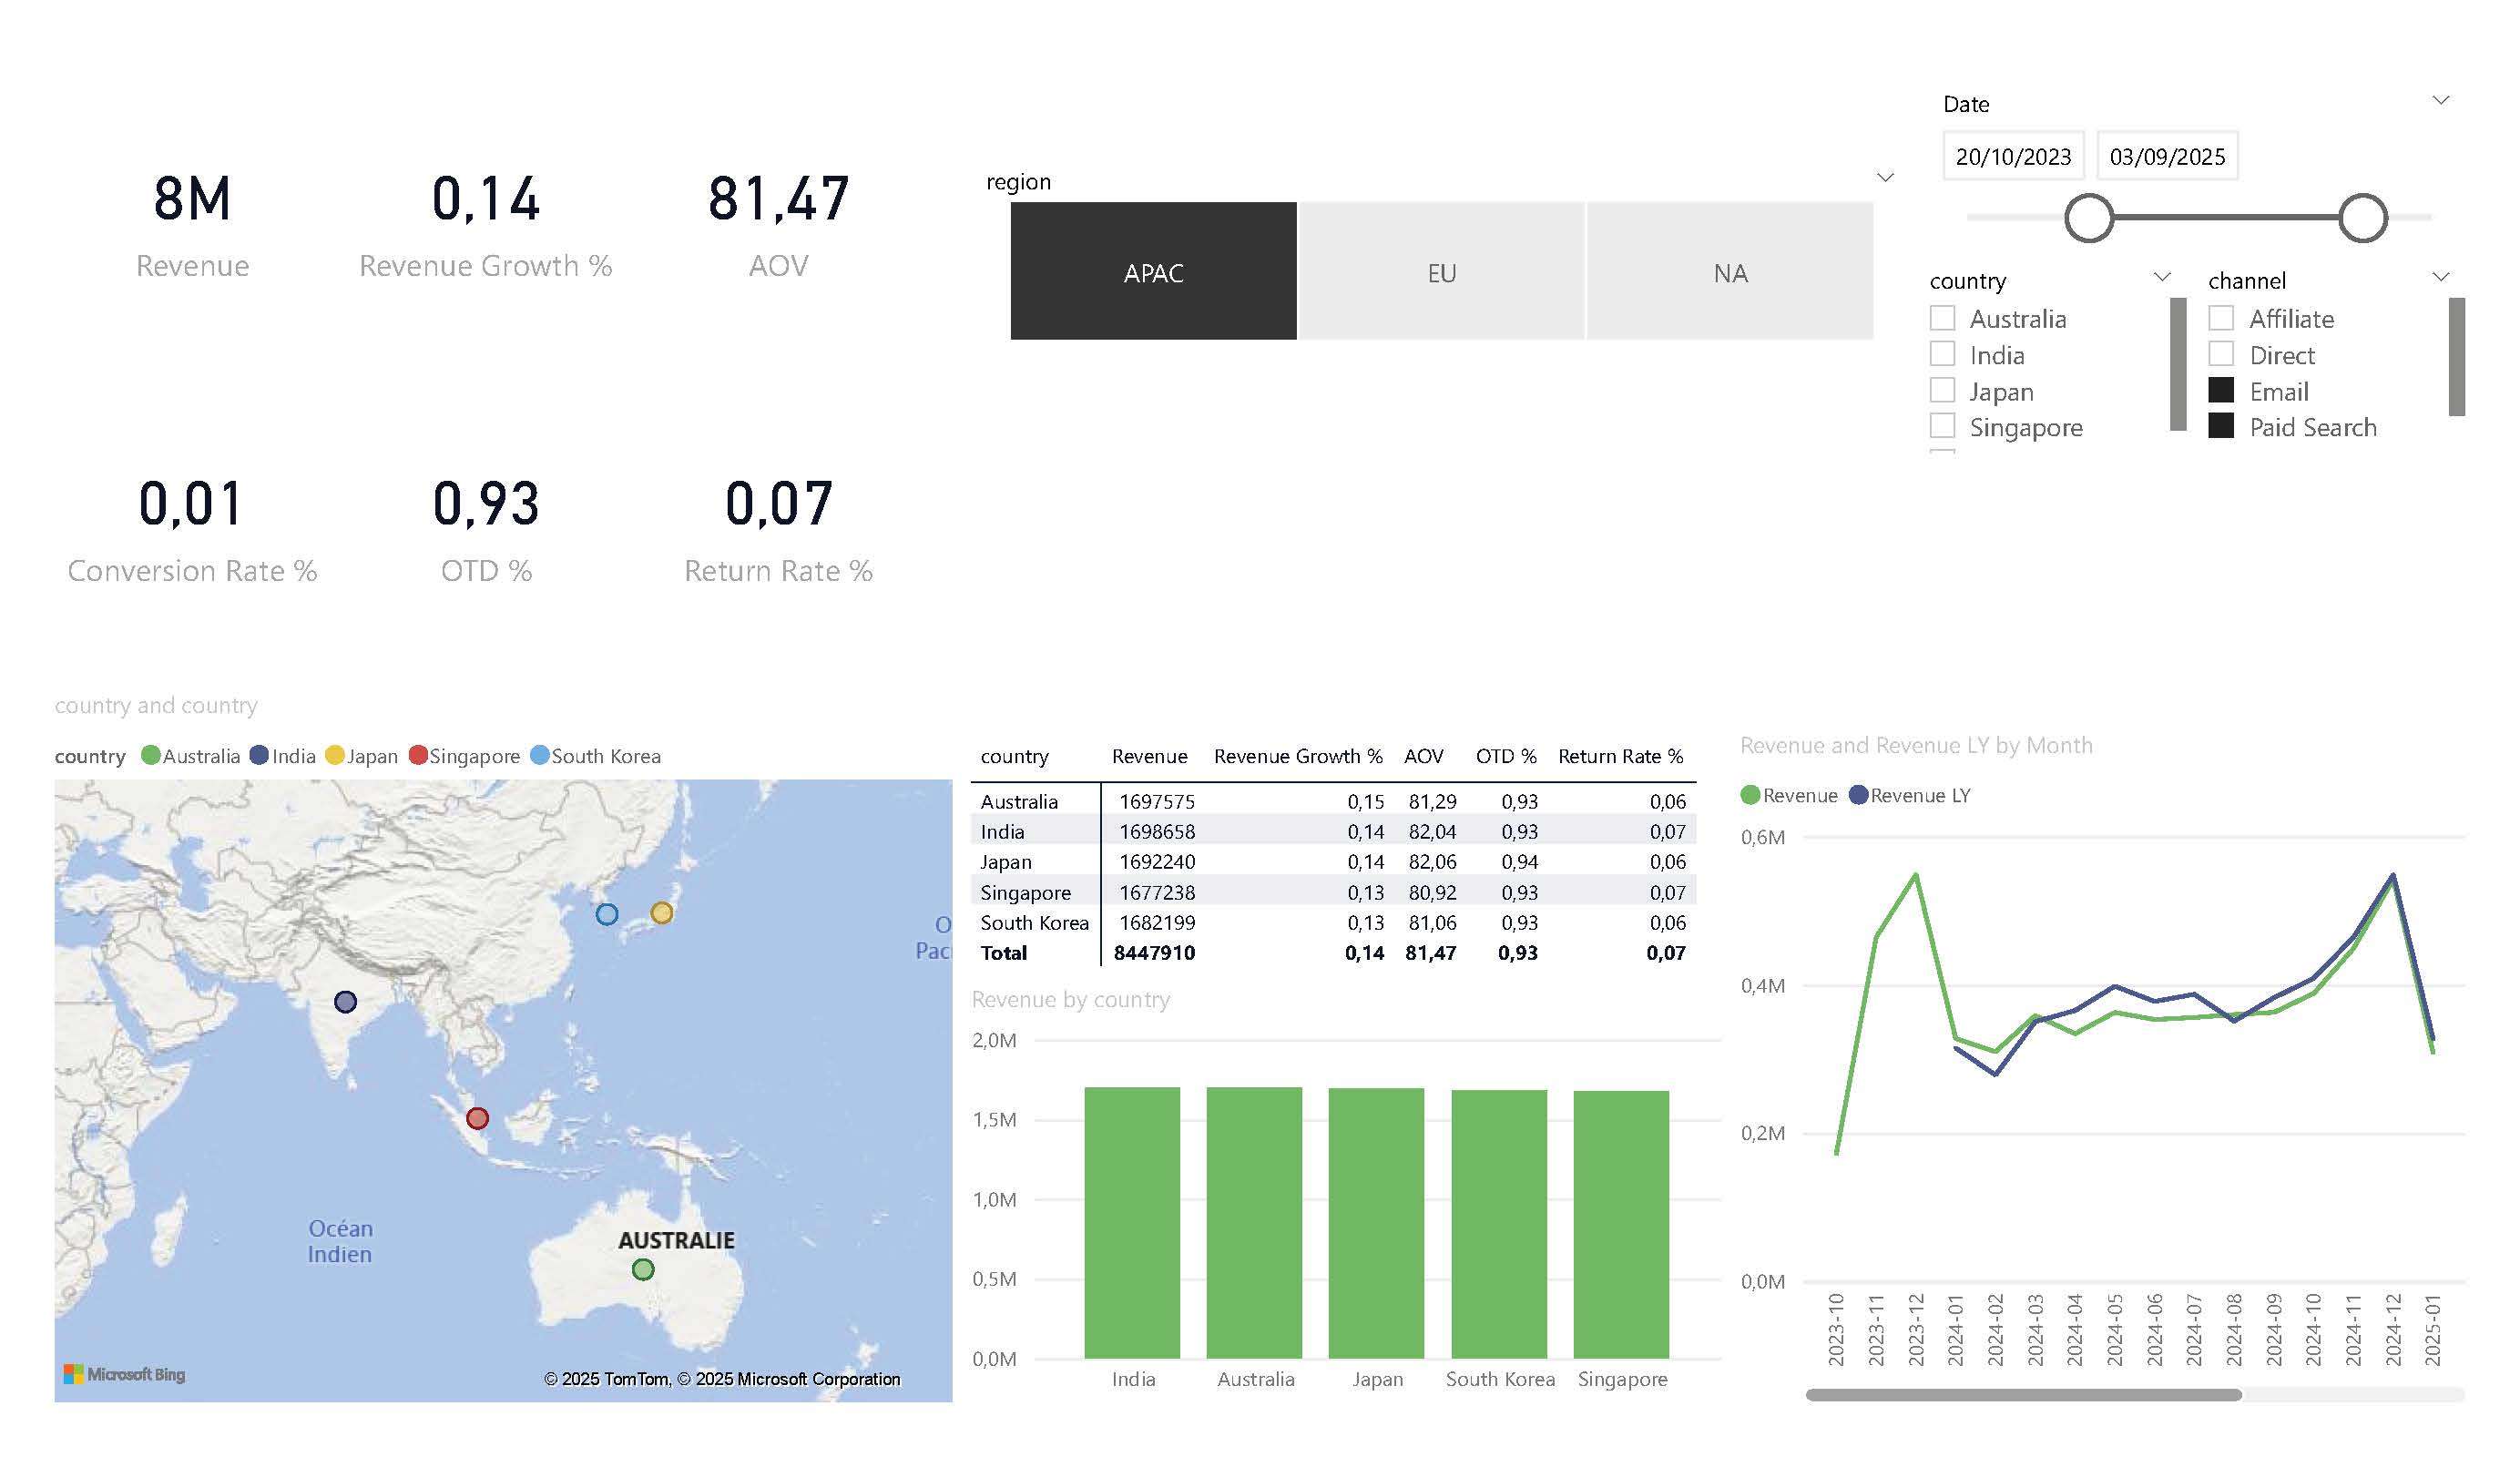 8M
Revenue
0,14
Revenue Growth %
81,47
AOV
region
APAC EU NA
Date
20/10/2023 03/09/2025
country
Australia
India
Japan
Singapore
channel
Affiliate
Direct
Email
Paid Search
0,01
Conversion Rate %
0,93
OTD %
0,07
Return Rate %
country and country
country Australia India Japan Singapore South Korea
O
Paci
Océan
Indien
AUSTRALIE
Microsoft Bing
© 2025 TomTom, © 2025 Microsoft Corporation
country Revenue Revenue Growth % AOV OTD % Return Rate %
Australia 1697575 0,15 81,29 0,93 0,06
India 1698658 0,14 82,04 0,93 0,07
Japan 1692240 0,14 82,06 0,94 0,06
Singapore 1677238 0,13 80,92 0,93 0,07
South Korea 1682199 0,13 81,06 0,93 0,06
Total 8447910 0,14 81,47 0,93 0,07
Revenue by country
2,0M
1,5M
1,0M
0,5M
0,0M
India Australia Japan South Korea Singapore
Revenue and Revenue LY by Month
Revenue Revenue LY
0,6M
0,4M
0,2M
0,0M
2023-10 2023-11 2023-12 2024-01 2024-02 2024-03 2024-04 2024-05 2024-06 2024-07 2024-08 2024-09 2024-10 2024-11 2024-12 2025-01